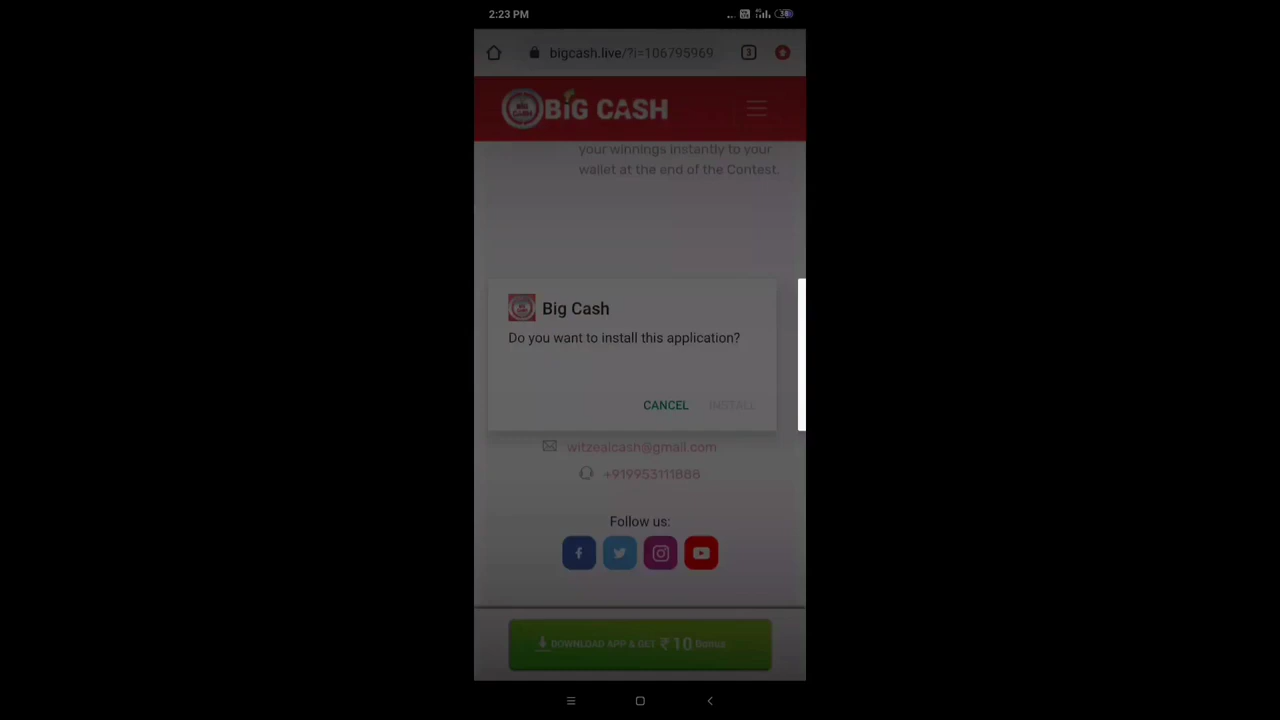 2:23 PM
bigcash.live/?i=106795969
3
BiG CASH
your winnings instantly to your
wallet at the end of the Contest.
Big Cash
Do you want to install this application?
CANCEL INSTALL
witzealcash@gmail.com
+919953111888
Follow us:
DOWNLOAD APP & GET ₹10 Bonus